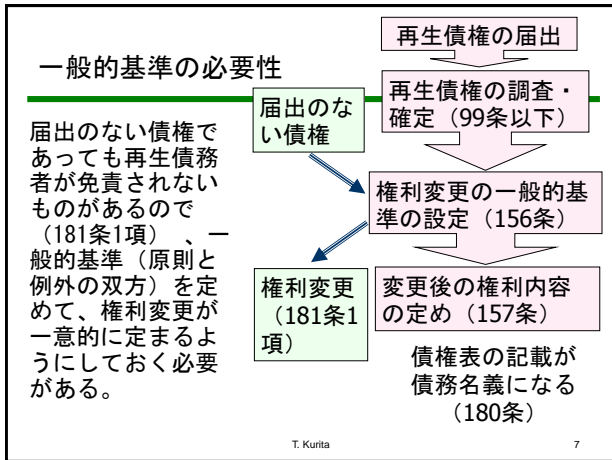 一般的基準の必要性
届出のない債権で
あっても再生債務
者が免責されない
ものがあるので
（181条1項）、一
般的基準（原則と
例外の双方）を定
めて、権利変更が
一意的に定まるよ
うにしておく必要
がある。
再生債権の届出
届出のな
い債権
再生債権の調査・
確定（99条以下）
権利変更の一般的基
準の設定（156条）
権利変更
（181条1
項）
変更後の権利内容
の定め（157条）
債権表の記載が
債務名義になる
（180条）
T. Kurita
7